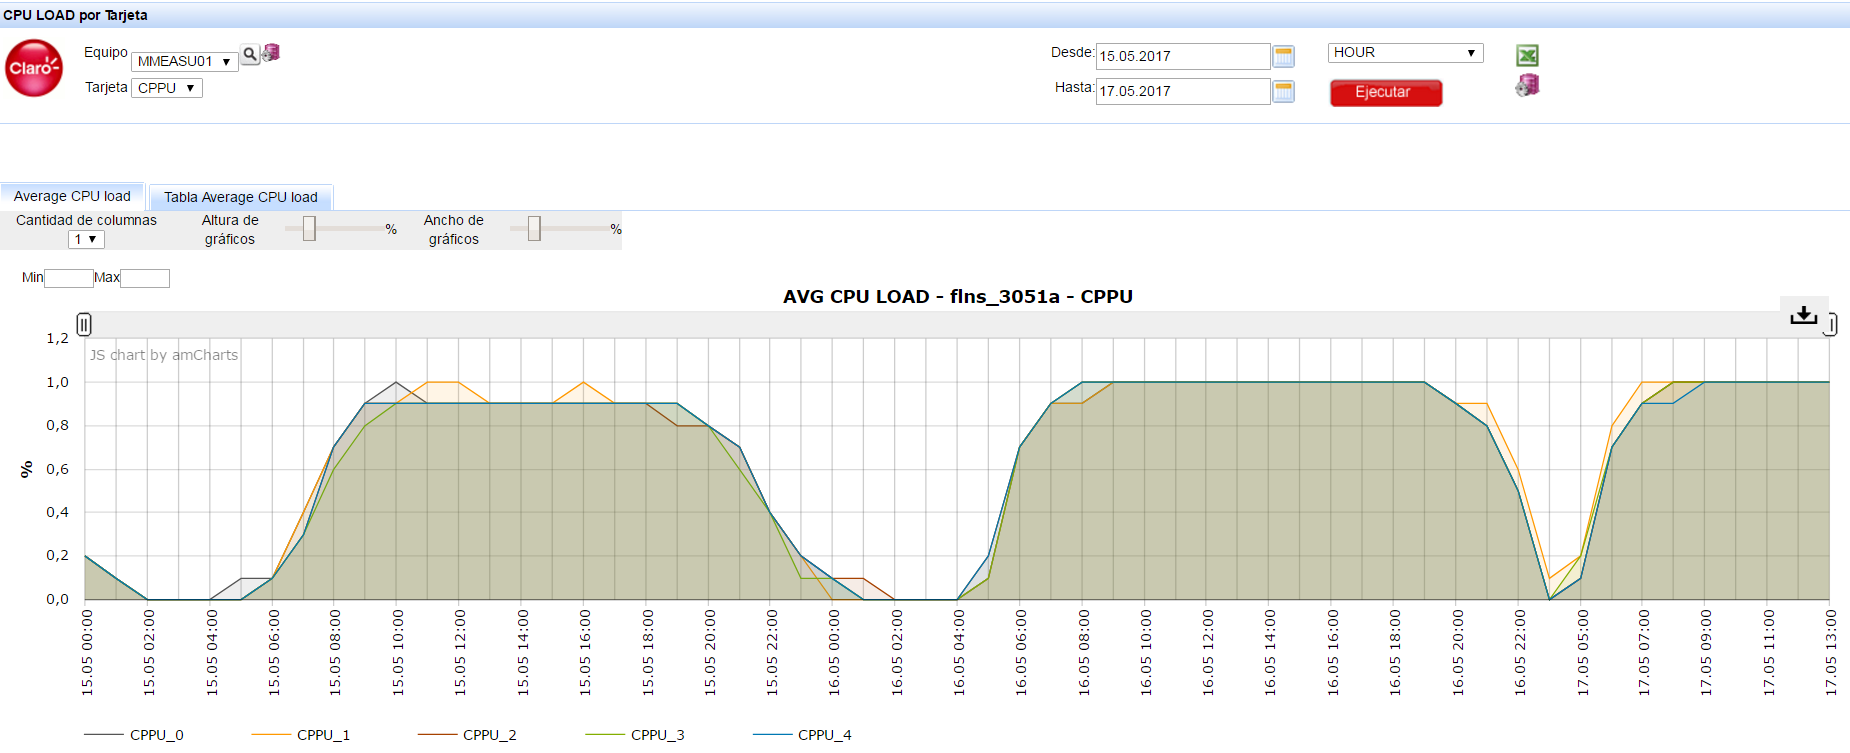 CPU LOAD por Tarjeta
Claro
Equipo MMEASU01
Tarjeta CPPU
Desde: 15.05.2017 HOUR
Hasta: 17.05.2017 Ejecutar
Average CPU load Tabla Average CPU load
Cantidad de columnas 1
Altura de gráficos %
Ancho de gráficos %
Min Max
AVG CPU LOAD - flns_3051a - CPPU
JS chart by amCharts
1,2
1,0
0,8
0,6
0,4
0,2
0,0
%
15.05 00:00
15.05 02:00
15.05 04:00
15.05 06:00
15.05 08:00
15.05 10:00
15.05 12:00
15.05 14:00
15.05 16:00
15.05 18:00
15.05 20:00
15.05 22:00
16.05 00:00
16.05 02:00
16.05 04:00
16.05 06:00
16.05 08:00
16.05 10:00
16.05 12:00
16.05 14:00
16.05 16:00
16.05 18:00
16.05 20:00
16.05 22:00
17.05 05:00
17.05 07:00
17.05 09:00
17.05 11:00
17.05 13:00
CPPU_0 CPPU_1 CPPU_2 CPPU_3 CPPU_4